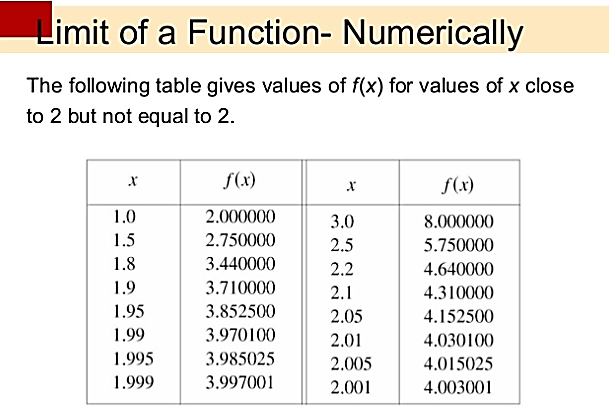 Limit of a Function- Numerically
The following table gives values of f(x) for values of x close
to 2 but not equal to 2.
x f(x) x f(x)
1.0 2.000000 3.0 8.000000
1.5 2.750000 2.5 5.750000
1.8 3.440000 2.2 4.640000
1.9 3.710000 2.1 4.310000
1.95 3.852500 2.05 4.152500
1.99 3.970100 2.01 4.030100
1.995 3.985025 2.005 4.015025
1.999 3.997001 2.001 4.003001